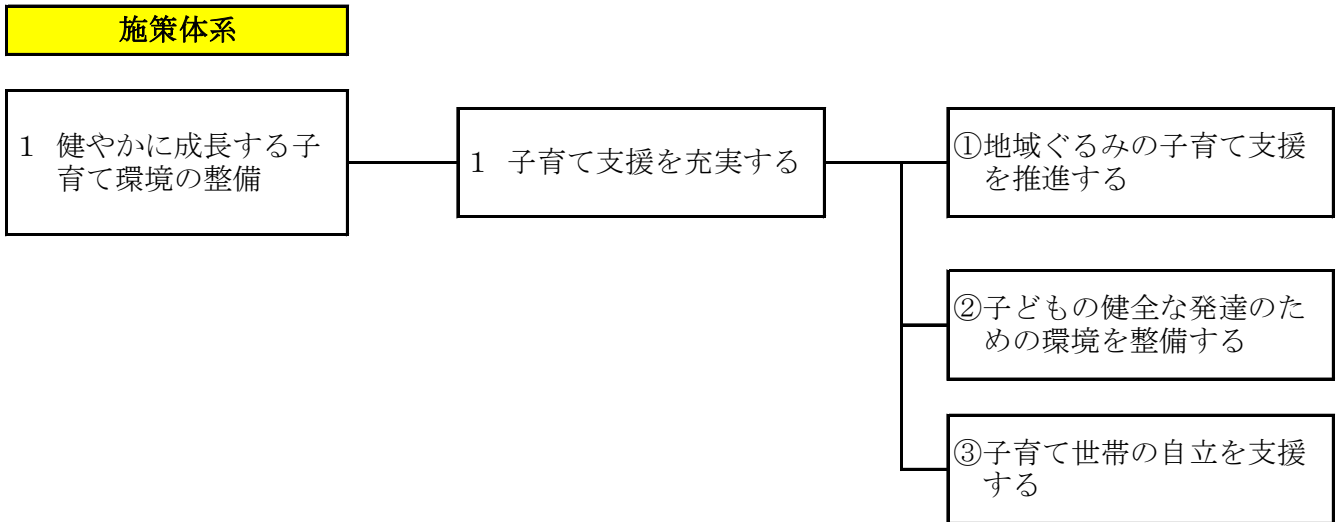 施策体系
1 健やかに成長する子
育て環境の整備
1 子育て支援を充実する
①地域ぐるみの子育て支援
を推進する
②子どもの健全な発達のた
めの環境を整備する
③子育て世帯の自立を支援
する